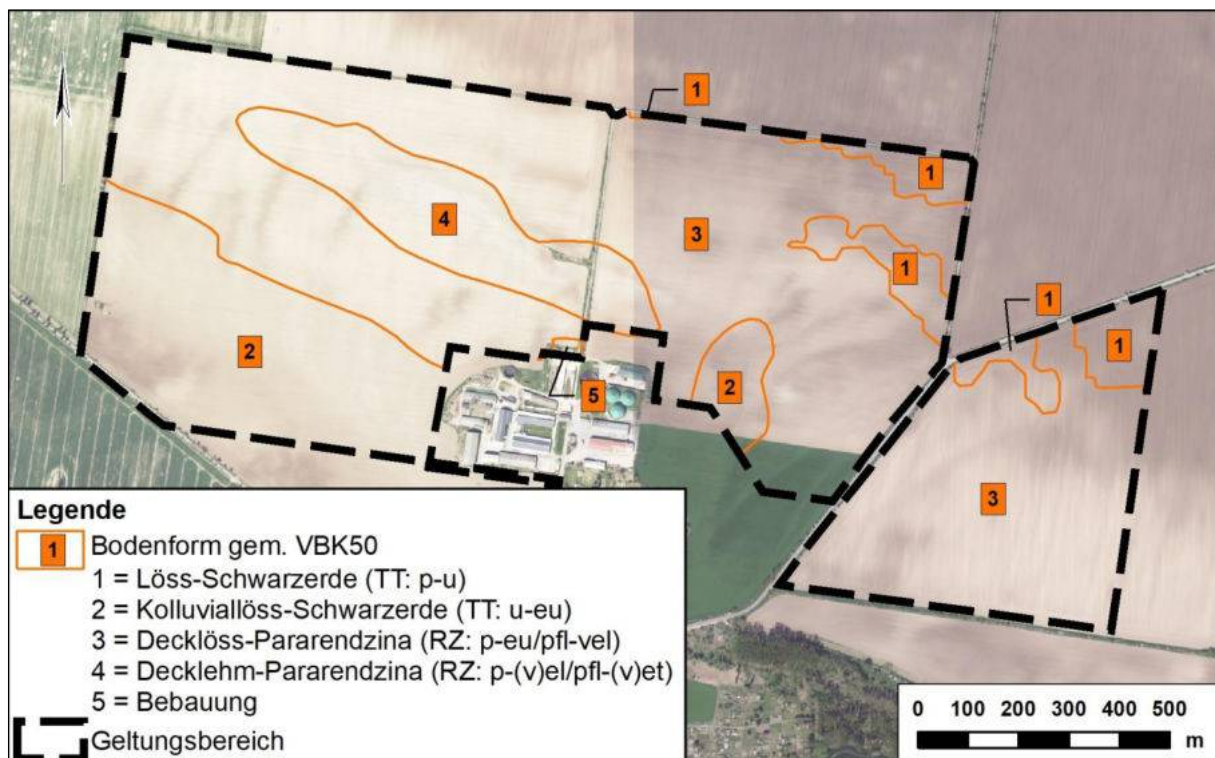 1
1
4
3
1
1
1
2
2
5
3
Legende
1 Bodenform gem. VBK50
1 = Löss-Schwarzerde (TT: p-u)
2 = Kolluviallöss-Schwarzerde (TT: u-eu)
3 = Decklöss-Pararendzina (RZ: p-eu/pfl-vel)
4 = Decklehm-Pararendzina (RZ: p-(v)el/pfl-(v)et)
5 = Bebauung
Geltungsbereich
0 100 200 300 400 500
m